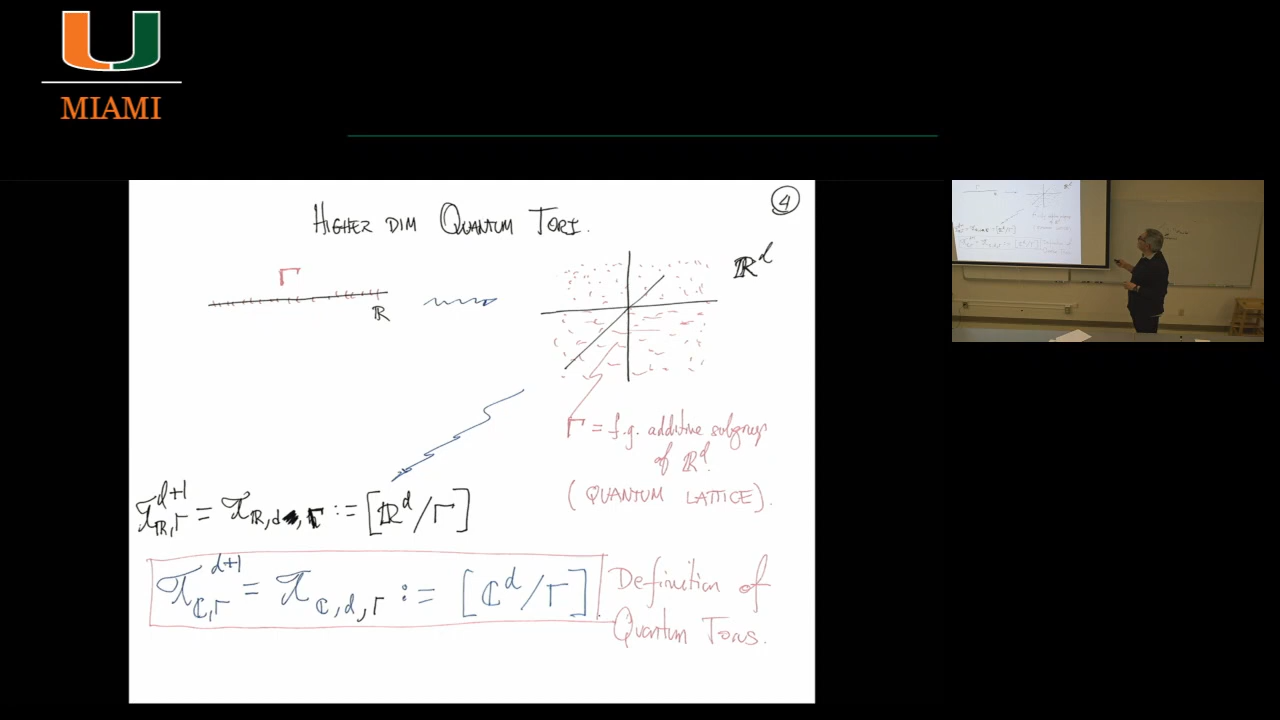 MIAMI
HIGHER DIM QUANTUM TORI.
4
Γ
ℝ
ℝ^d
Γ = f.g. additive subgroup
of ℝ^d.
(QUANTUM LATTICE).
𝒯^{d+1}_{ℝ,Γ} = 𝒯_{ℝ,d,Γ} := [ℝ^d/Γ]
𝒯^{d+1}_{ℂ,Γ} = 𝒯_{ℂ,d,Γ} := [ℂ^d/Γ]
Definition of
Quantum Torus.